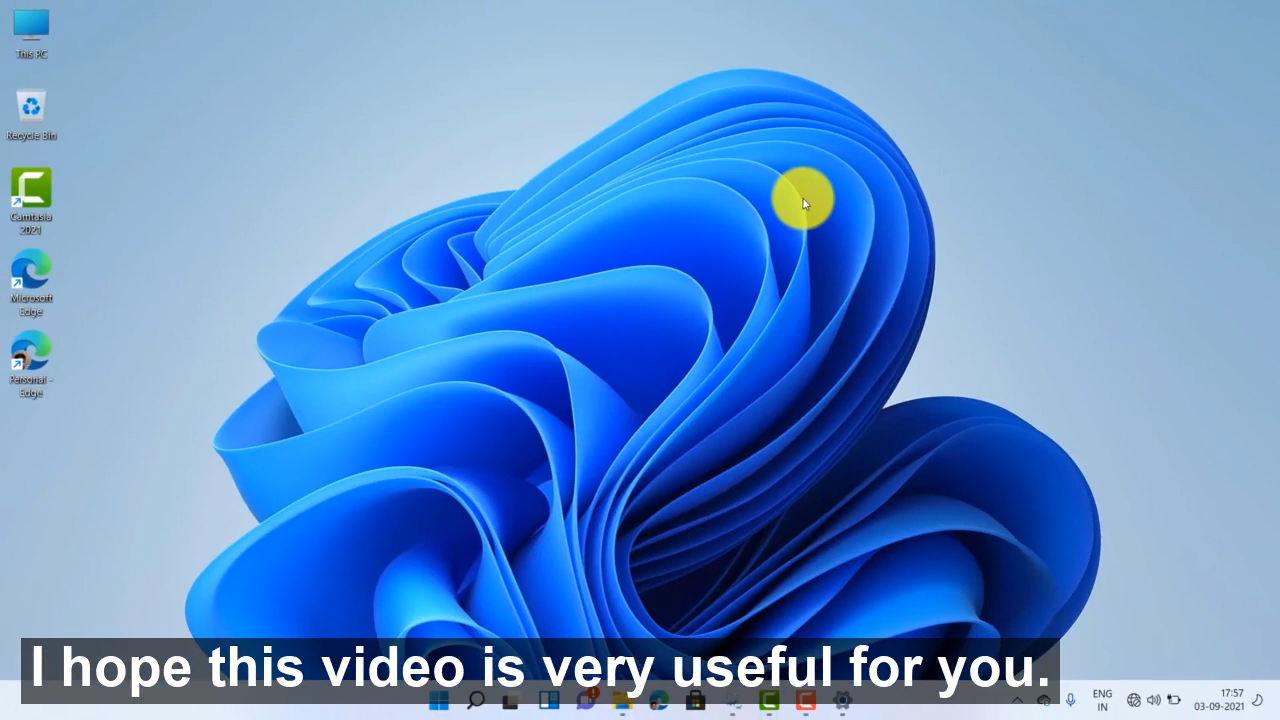 This PC
Recycle Bin
Camtasia
2021
Microsoft
Edge
Personal -
Edge
I hope this video is very useful for you.
1
ENG
IN
17:57
03-09-2021